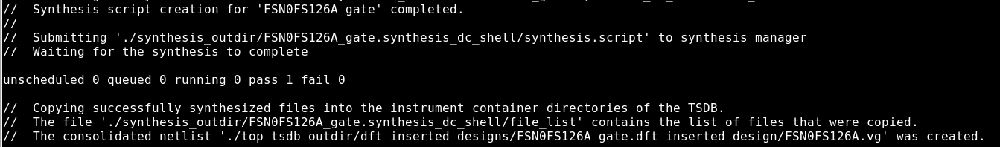 //  Synthesis script creation for 'FSN0FS126A_gate' completed.
//
//  Submitting './synthesis_outdir/FSN0FS126A_gate.synthesis_dc_shell/synthesis.script' to synthesis manager
//  Waiting for the synthesis to complete
unscheduled 0 queued 0 running 0 pass 1 fail 0
//  Copying successfully synthesized files into the instrument container directories of the TSDB.
//  The file './synthesis_outdir/FSN0FS126A_gate.synthesis_dc_shell/file_list' contains the list of files that were copied.
//  The consolidated netlist './top_tsdb_outdir/dft_inserted_designs/FSN0FS126A_gate.dft_inserted_design/FSN0FS126A.vg' was created.